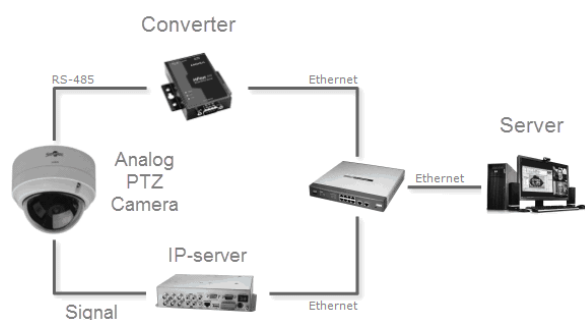 Converter
RS-485
Ethernet
Server
Analog
PTZ
Camera
Ethernet
IP-server
Signal
Ethernet